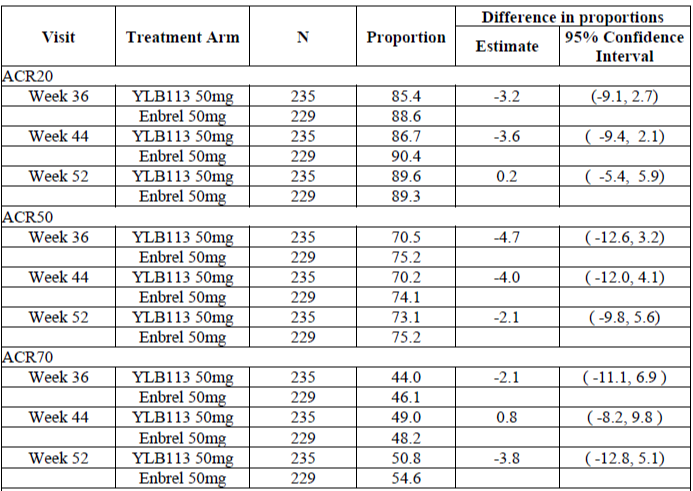 Visit Treatment Arm N Proportion Difference in proportions
Estimate 95% Confidence Interval
ACR20
Week 36 YLB113 50mg 235 85.4 -3.2 (-9.1, 2.7)
Enbrel 50mg 229 88.6
Week 44 YLB113 50mg 235 86.7 -3.6 ( -9.4, 2.1)
Enbrel 50mg 229 90.4
Week 52 YLB113 50mg 235 89.6 0.2 ( -5.4, 5.9)
Enbrel 50mg 229 89.3
ACR50
Week 36 YLB113 50mg 235 70.5 -4.7 ( -12.6, 3.2)
Enbrel 50mg 229 75.2
Week 44 YLB113 50mg 235 70.2 -4.0 ( -12.0, 4.1)
Enbrel 50mg 229 74.1
Week 52 YLB113 50mg 235 73.1 -2.1 ( -9.8, 5.6)
Enbrel 50mg 229 75.2
ACR70
Week 36 YLB113 50mg 235 44.0 -2.1 ( -11.1, 6.9 )
Enbrel 50mg 229 46.1
Week 44 YLB113 50mg 235 49.0 0.8 ( -8.2, 9.8 )
Enbrel 50mg 229 48.2
Week 52 YLB113 50mg 235 50.8 -3.8 ( -12.8, 5.1)
Enbrel 50mg 229 54.6